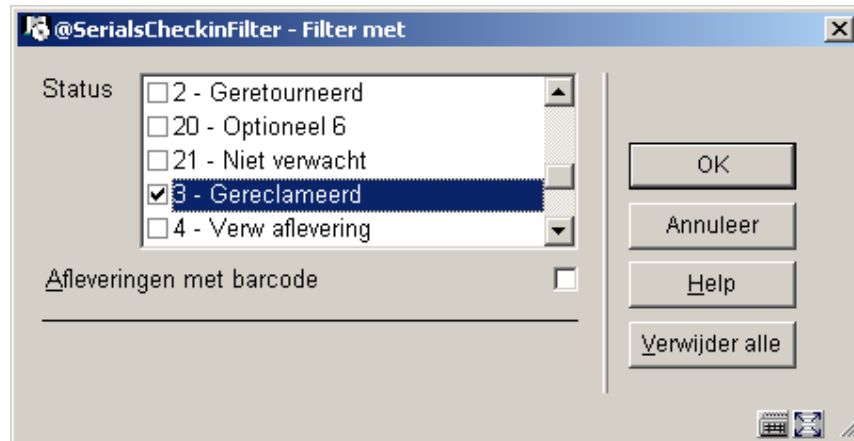 @SerialsCheckinFilter - Filter met
Status
2 - Geretourneerd
20 - Optioneel 6
21 - Niet verwacht
3 - Gereclameerd
4 - Verw aflevering
Afleveringen met barcode
OK
Annuleer
Help
Verwijder alle